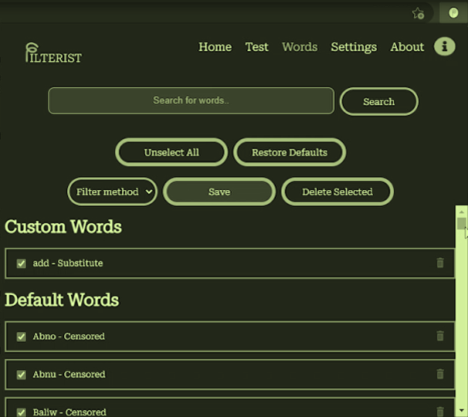 FILTERIST
Home Test Words Settings About
Search for words..
Search
Unselect All Restore Defaults
Filter method Save Delete Selected
Custom Words
add - Substitute
Default Words
Abno - Censored
Abnu - Censored
Baliw - Censored